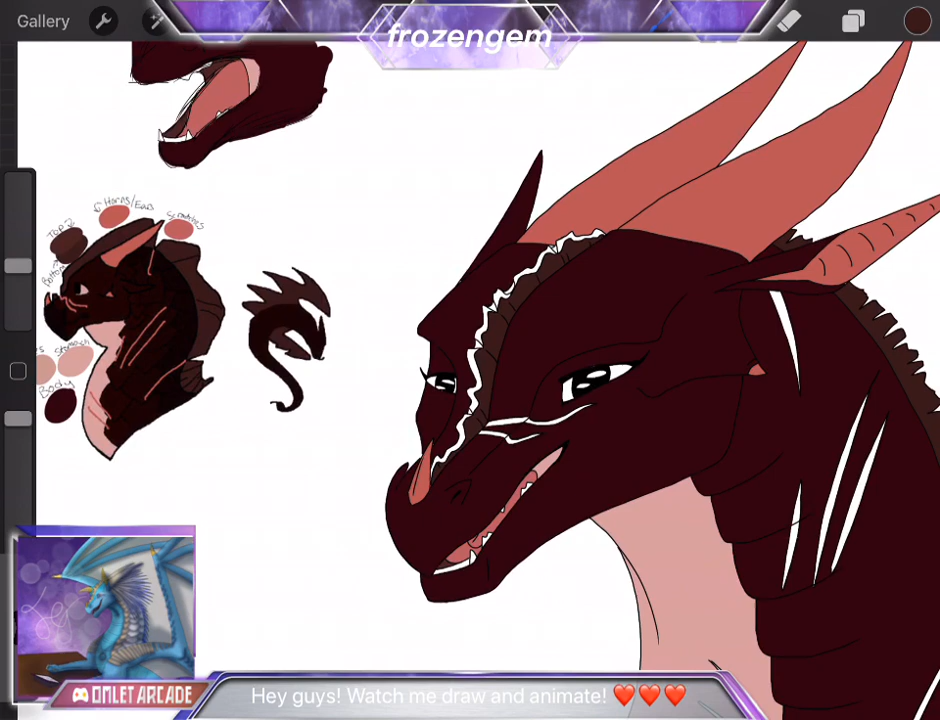 Gallery
frozengem
Horns/Ears
Scratches
Top
Bottom
Stomach
Body
OMLET ARCADE
Hey guys! Watch me draw and animate! ❤️❤️❤️